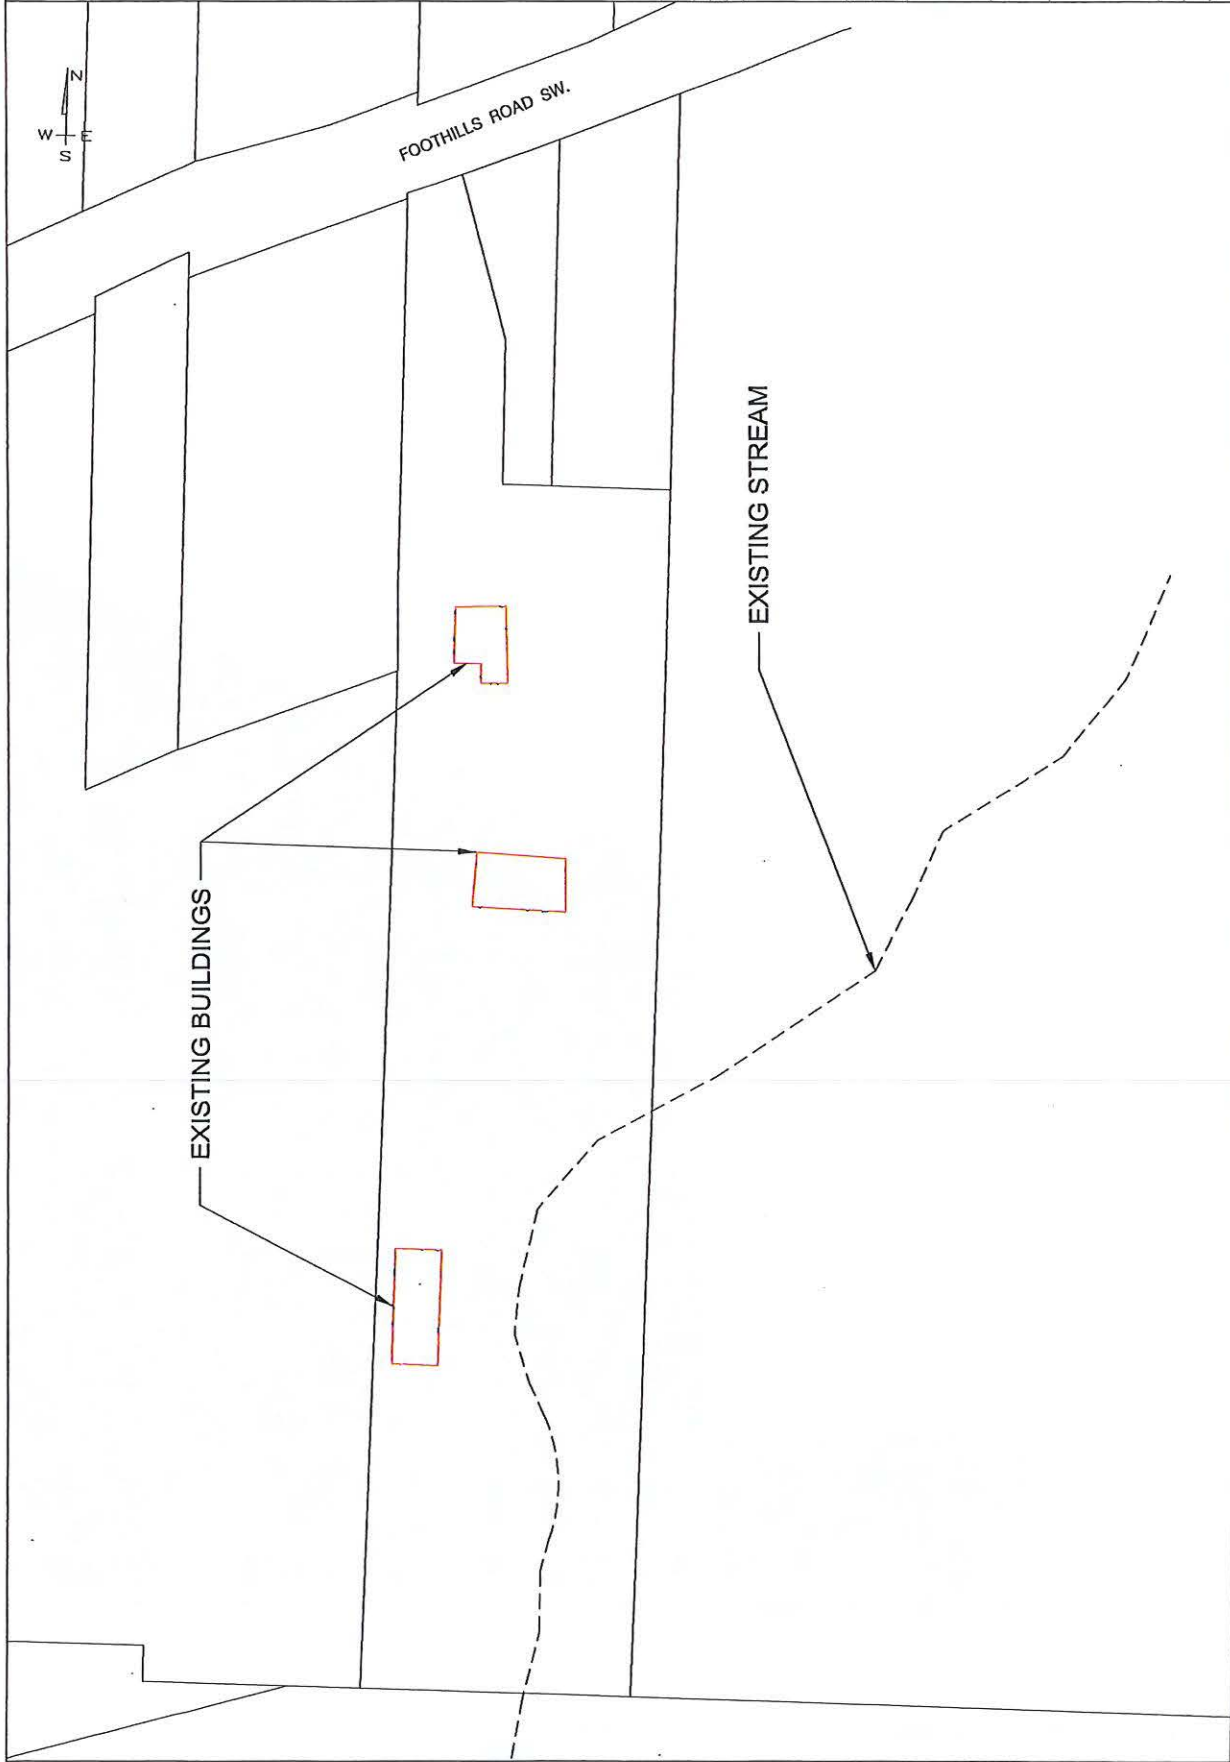 N
W E
S
FOOTHILLS ROAD SW.
EXISTING STREAM
EXISTING BUILDINGS